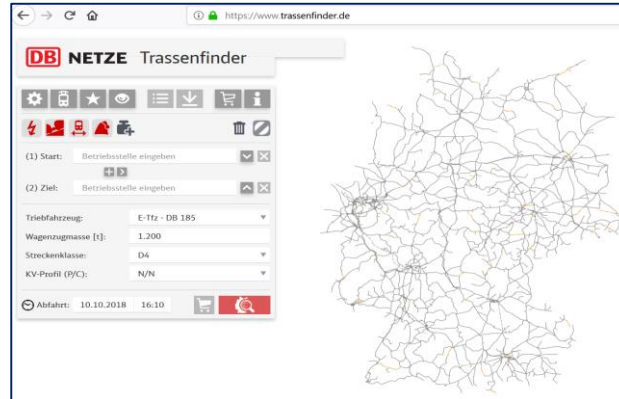 https://www.trassenfinder.de
DB NETZE Trassenfinder
(1) Start: Betriebsstelle eingeben
(2) Ziel: Betriebsstelle eingeben
Triebfahrzeug: E-Tfz - DB 185
Wagenzugmasse [t]: 1.200
Streckenklasse: D4
KV-Profil (P/C): N/N
Abfahrt: 10.10.2018 16:10